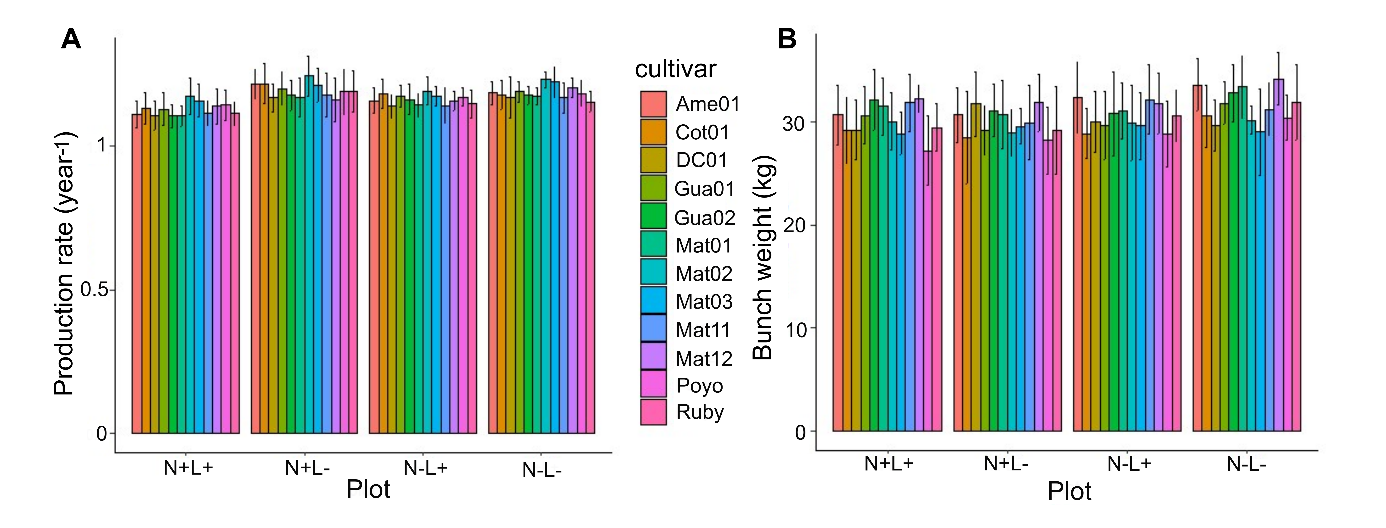 A
Production rate (year-1)
1
0.5
0
N+L+ N+L- N-L+ N-L-
Plot
cultivar
Ame01
Cot01
DC01
Gua01
Gua02
Mat01
Mat02
Mat03
Mat11
Mat12
Poyo
Ruby
B
Bunch weight (kg)
30
20
10
0
N+L+ N+L- N-L+ N-L-
Plot